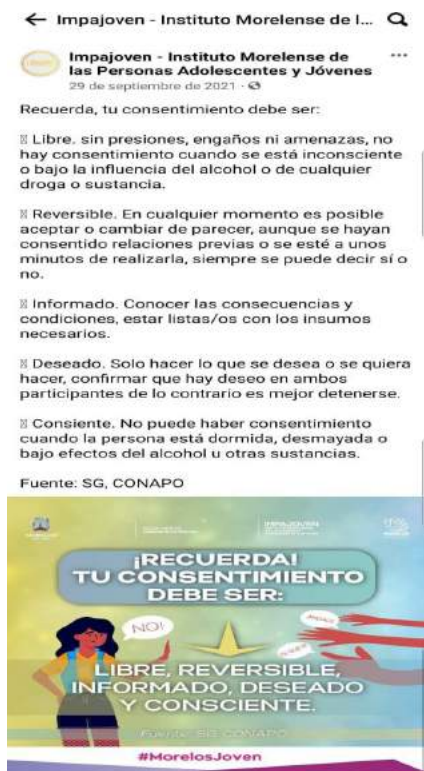 Impajoven - Instituto Morelense de l...
Impajoven - Instituto Morelense de
las Personas Adolescentes y Jóvenes
29 de septiembre de 2021 ·
Recuerda, tu consentimiento debe ser:
Libre. sin presiones, engaños ni amenazas, no
hay consentimiento cuando se está inconsciente
o bajo la influencia del alcohol o de cualquier
droga o sustancia.
Reversible. En cualquier momento es posible
aceptar o cambiar de parecer, aunque se hayan
consentido relaciones previas o se esté a unos
minutos de realizarla, siempre se puede decir sí o
no.
Informado. Conocer las consecuencias y
condiciones, estar listas/os con los insumos
necesarios.
Deseado. Solo hacer lo que se desea o se quiera
hacer, confirmar que hay deseo en ambos
participantes de lo contrario es mejor detenerse.
Consiente. No puede haber consentimiento
cuando la persona está dormida, desmayada o
bajo efectos del alcohol u otras sustancias.
Fuente: SG, CONAPO
IMPAJOVEN
¡RECUERDA!
TU CONSENTIMIENTO
DEBE SER:
NO!
LIBRE, REVERSIBLE,
INFORMADO, DESEADO
Y CONSCIENTE.
Fuente: SG, CONAPO
#MorelosJoven